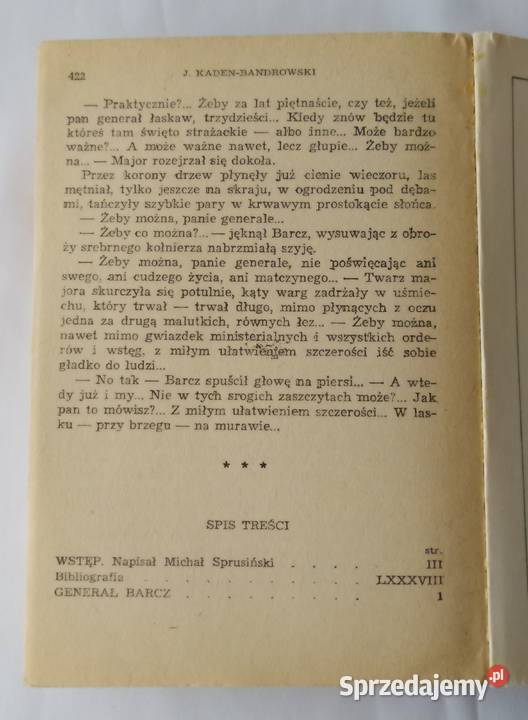 422
J. KADEN-BANDROWSKI
— Praktycznie?... Żeby za lat piętnaście, czy też, jeżeli
pan generał łaskaw, trzydzieści... Kiedy znów będzie tu
któreś tam święto strażackie — albo inne... Może bardzo
ważne?... A może ważne nawet, lecz głupie... Żeby moż-
na... — Major rozejrzał się dokoła.
Przez korony drzew płynęły już cienie wieczoru, las
mętniał, tylko jeszcze na skraju, w ogrodzeniu pod dęba-
mi, tańczyły szybkie pary w krwawym prostokącie słońca.
— Żeby można, panie generale...
— Żeby co można?... — jęknął Barcz, wysuwając z obro-
ży srebrnego kołnierza nabrzmiałą szyję.
— Żeby można, panie generale, nie poświęcając ani
swego, ani cudzego życia, ani matczynego... — Twarz ma-
jora skurczyła się potulnie, kąty warg zadrżały w uśmie-
chu, który trwał — trwał długo, mimo płynących z oczu
jedna za drugą malutkich, równych łez... — Żeby można,
nawet mimo gwiazdek ministerialnych i wszystkich orde-
rów i wstęg, z miłym ułatwieniem szczerości iść sobie
gładko do ludzi...
— No tak — Barcz spuścił głowę na piersi... — A wte-
dy już i my... Nie w tych srogich zaszczytach może?... Jak
pan to mówisz?... Z miłym ułatwieniem szczerości... W las-
ku — przy brzegu — na murawie...
* * *
SPIS TREŚCI
str.
WSTĘP. Napisał Michał Sprusiński . . . . III
Bibliografia . . . . . . . . LXXXVIII
GENERAŁ BARCZ . . . . . . . . 1
Sprzedajemy.pl